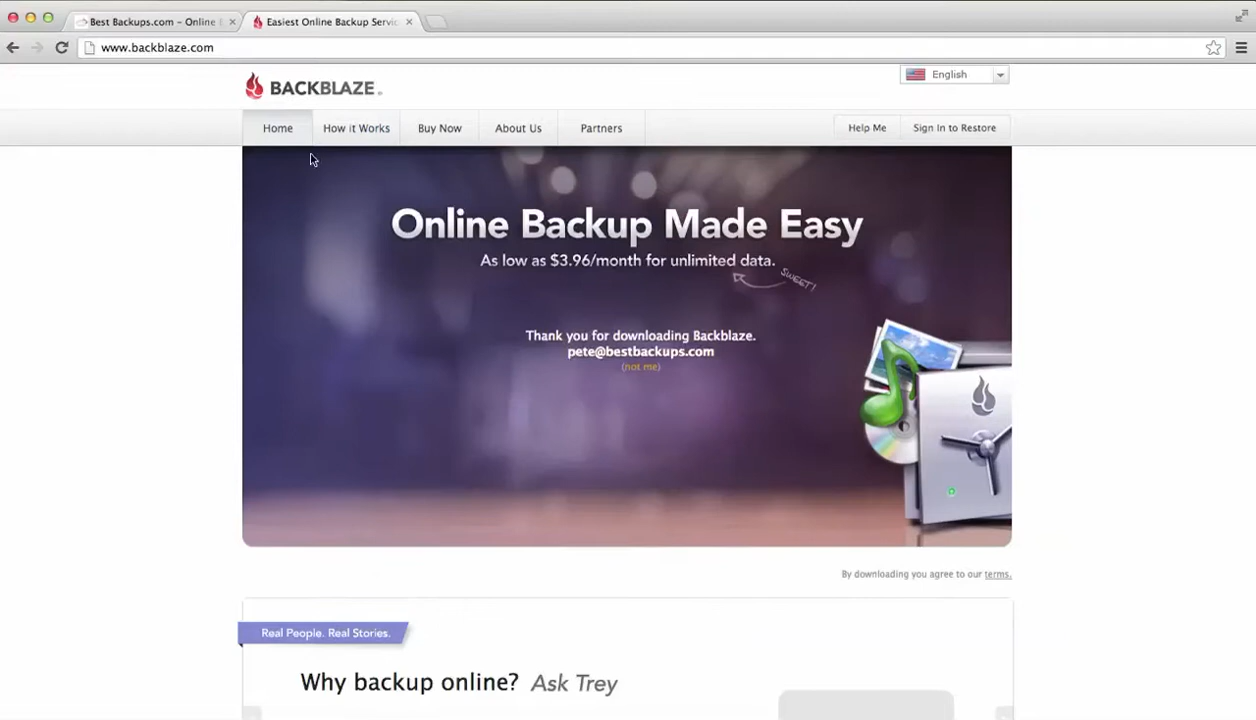 Best Backups.com – Online
Easiest Online Backup Servic
www.backblaze.com
BACKBLAZE
English
Home
How it Works
Buy Now
About Us
Partners
Help Me
Sign In to Restore
Online Backup Made Easy
As low as $3.96/month for unlimited data.
SWEET!
Thank you for downloading Backblaze.
pete@bestbackups.com
(not me)
By downloading you agree to our terms.
Real People. Real Stories.
Why backup online? Ask Trey